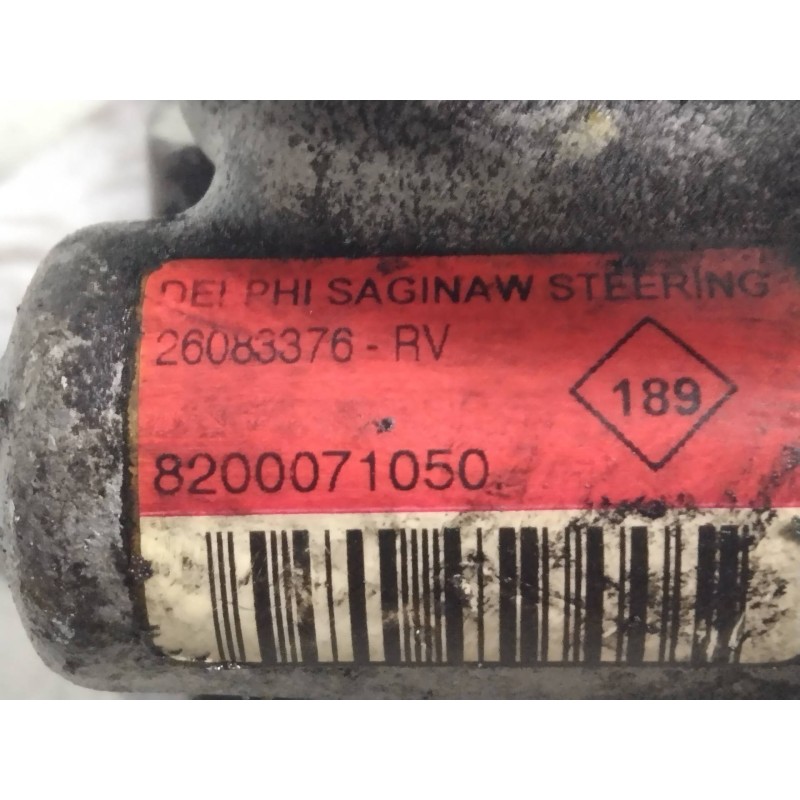 DELPHI SAGINAW STEERING
26083376 - RV
189
8200071050